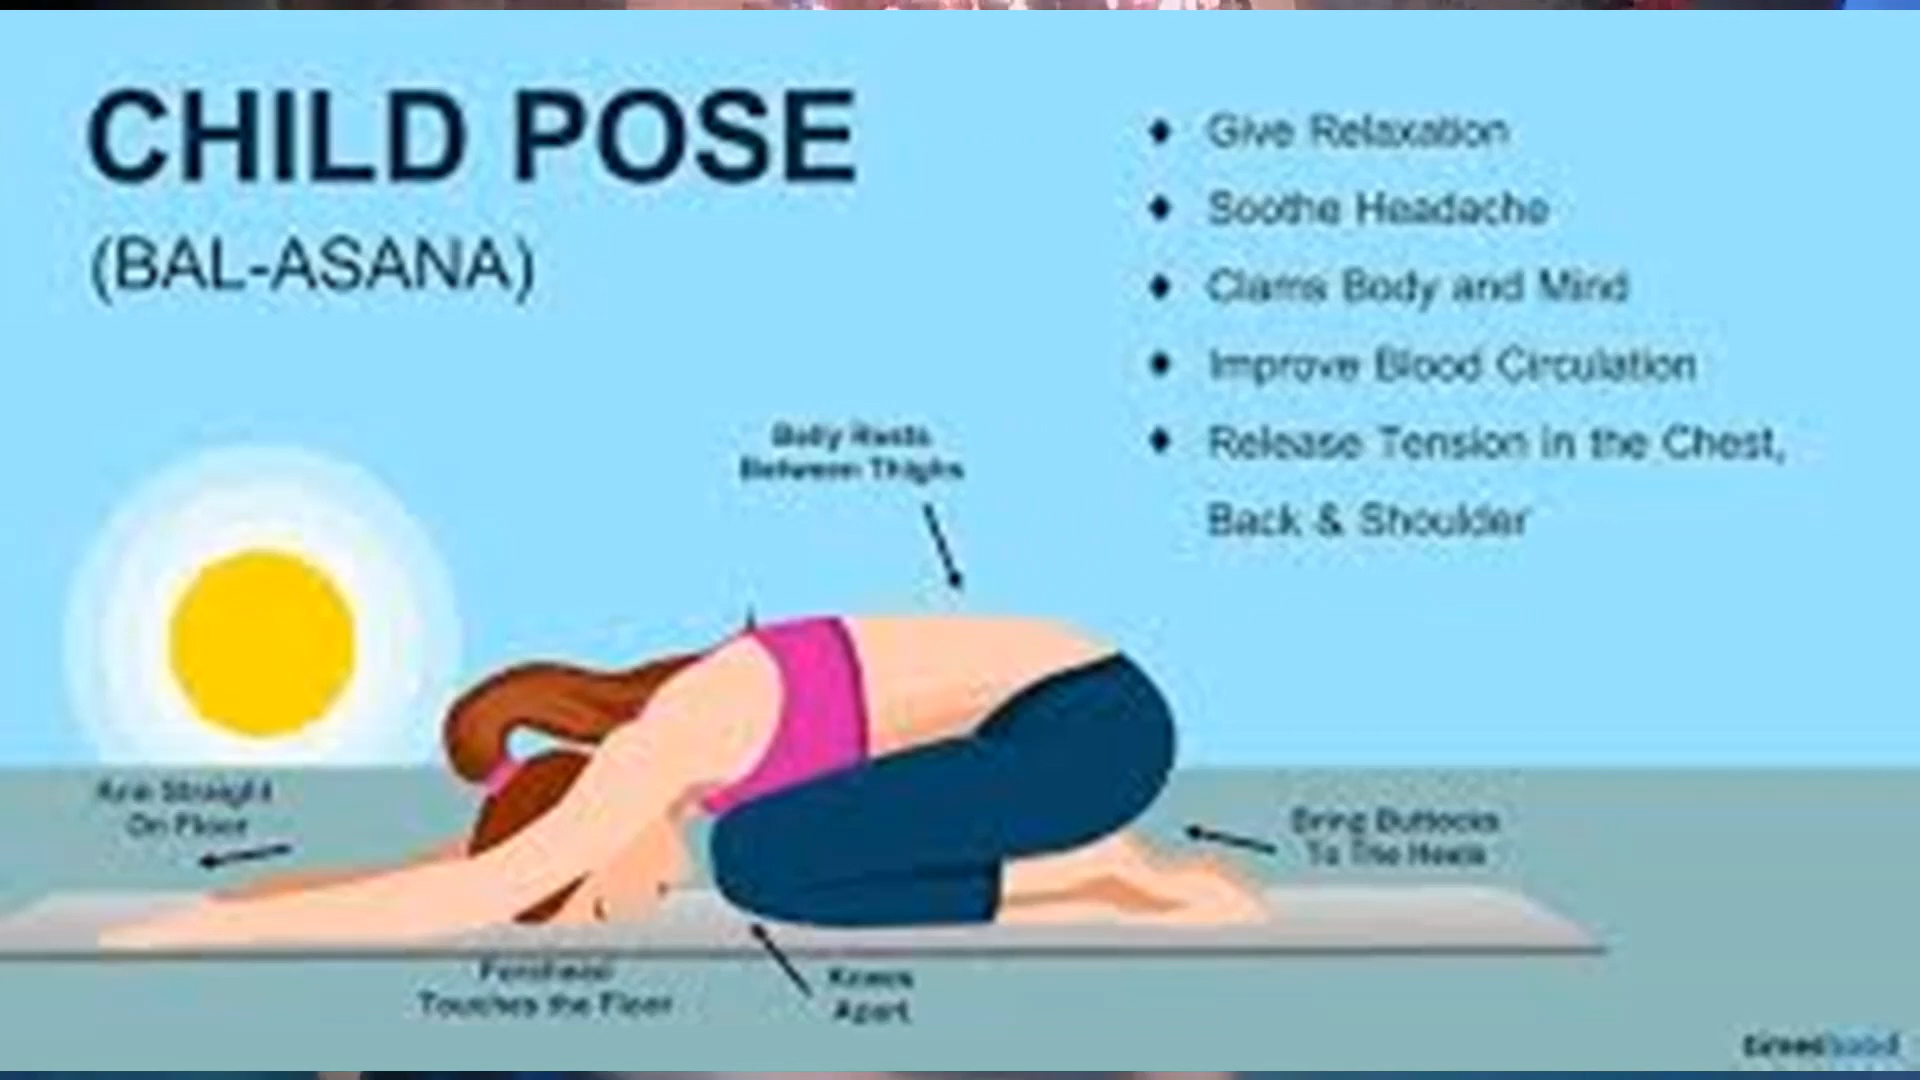 CHILD POSE
(BAL-ASANA)
Give Relaxation
Soothe Headache
Clams Body and Mind
Improve Blood Circulation
Release Tension in the Chest,
Back & Shoulder
Belly Rests
Between Thighs
Arm Straight
On Floor
Bring Buttocks
To The Heels
Forehead
Touches the Floor
Knees
Apart